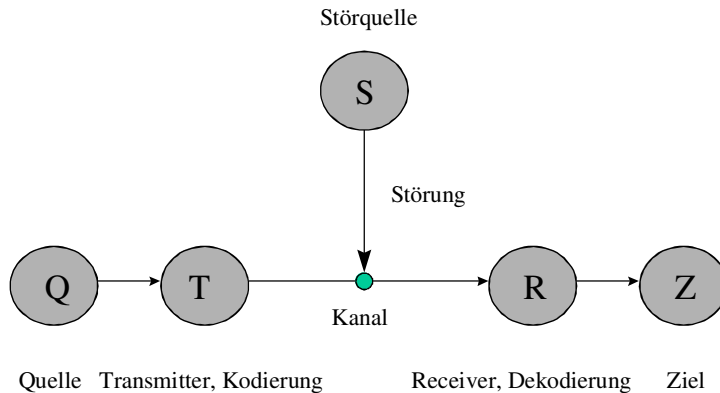 Störquelle
S
Störung
Q T R Z
Kanal
Quelle Transmitter, Kodierung Receiver, Dekodierung Ziel